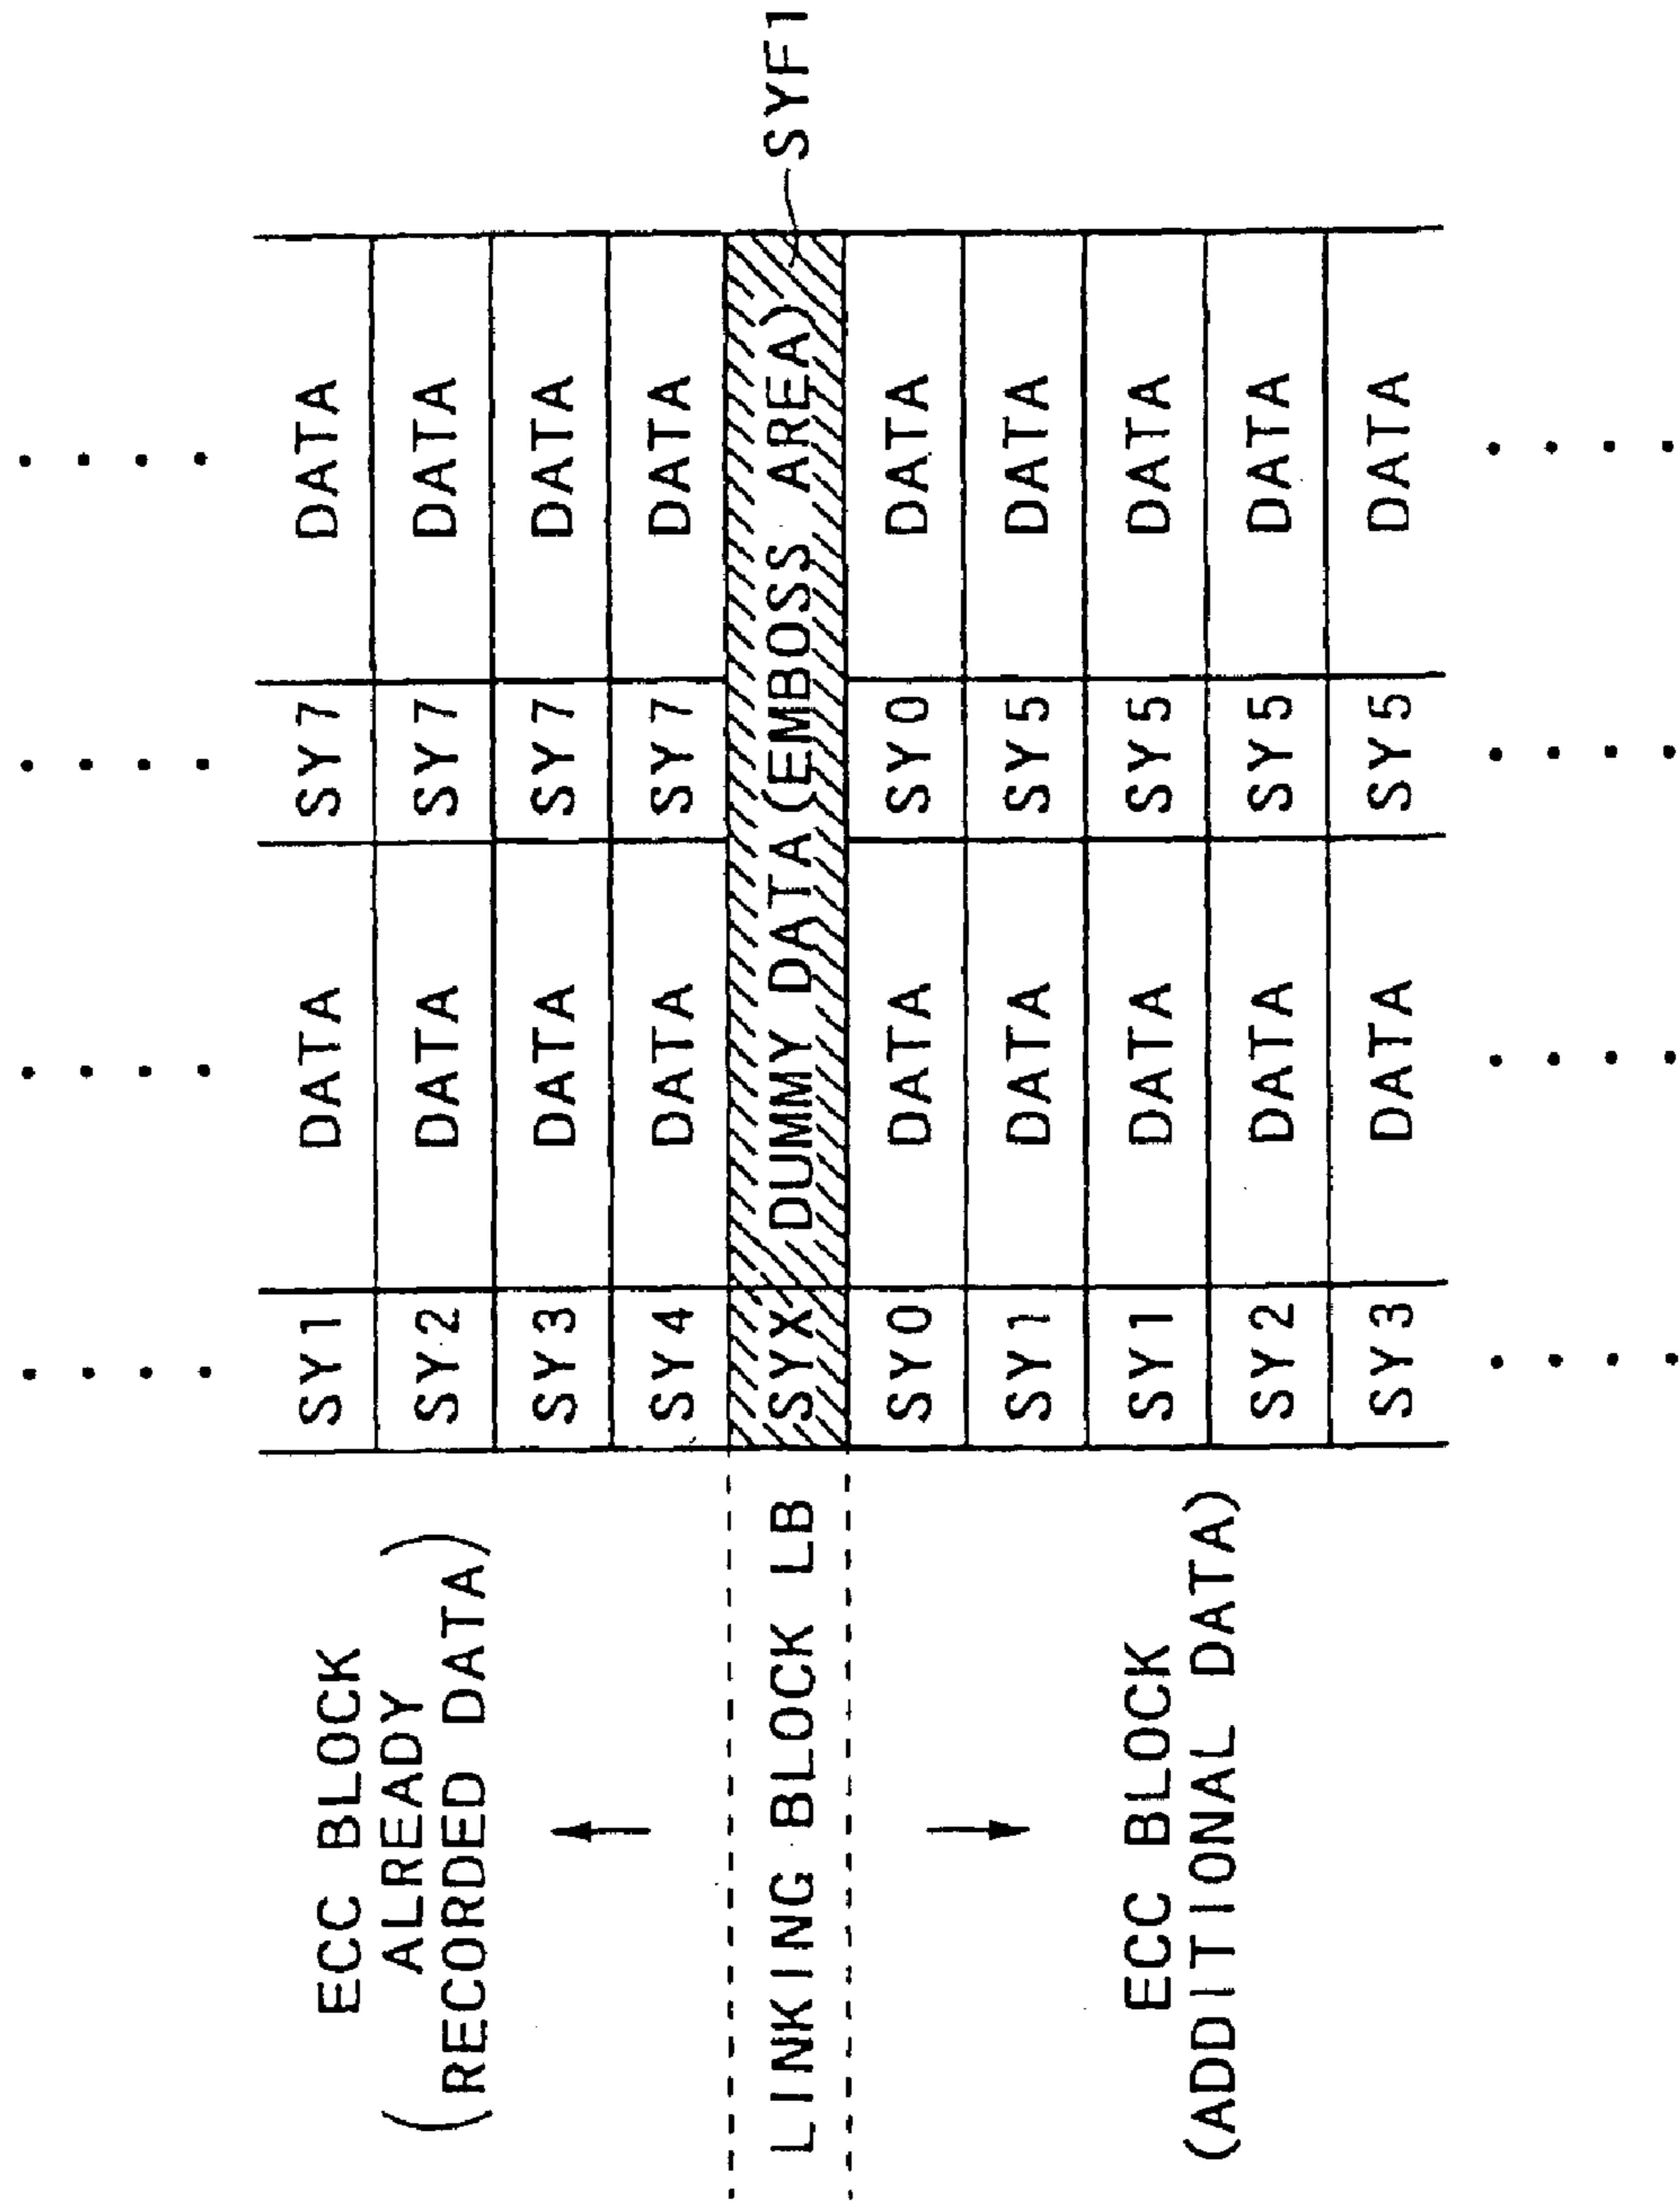 ECC BLOCK
ALREADY
(RECORDED DATA)
LINKING BLOCK LB
ECC BLOCK
(ADDITIONAL DATA)
SY1 DATA SY7 DATA
SY2 DATA SY7 DATA
SY3 DATA SY7 DATA
SY4 DATA SY7 DATA
SYX DUMMY DATA(EMBOSS AREA) SYF1
SY0 DATA SY0 DATA
SY1 DATA SY5 DATA
SY1 DATA SY5 DATA
SY2 DATA SY5 DATA
SY3 DATA SY5 DATA